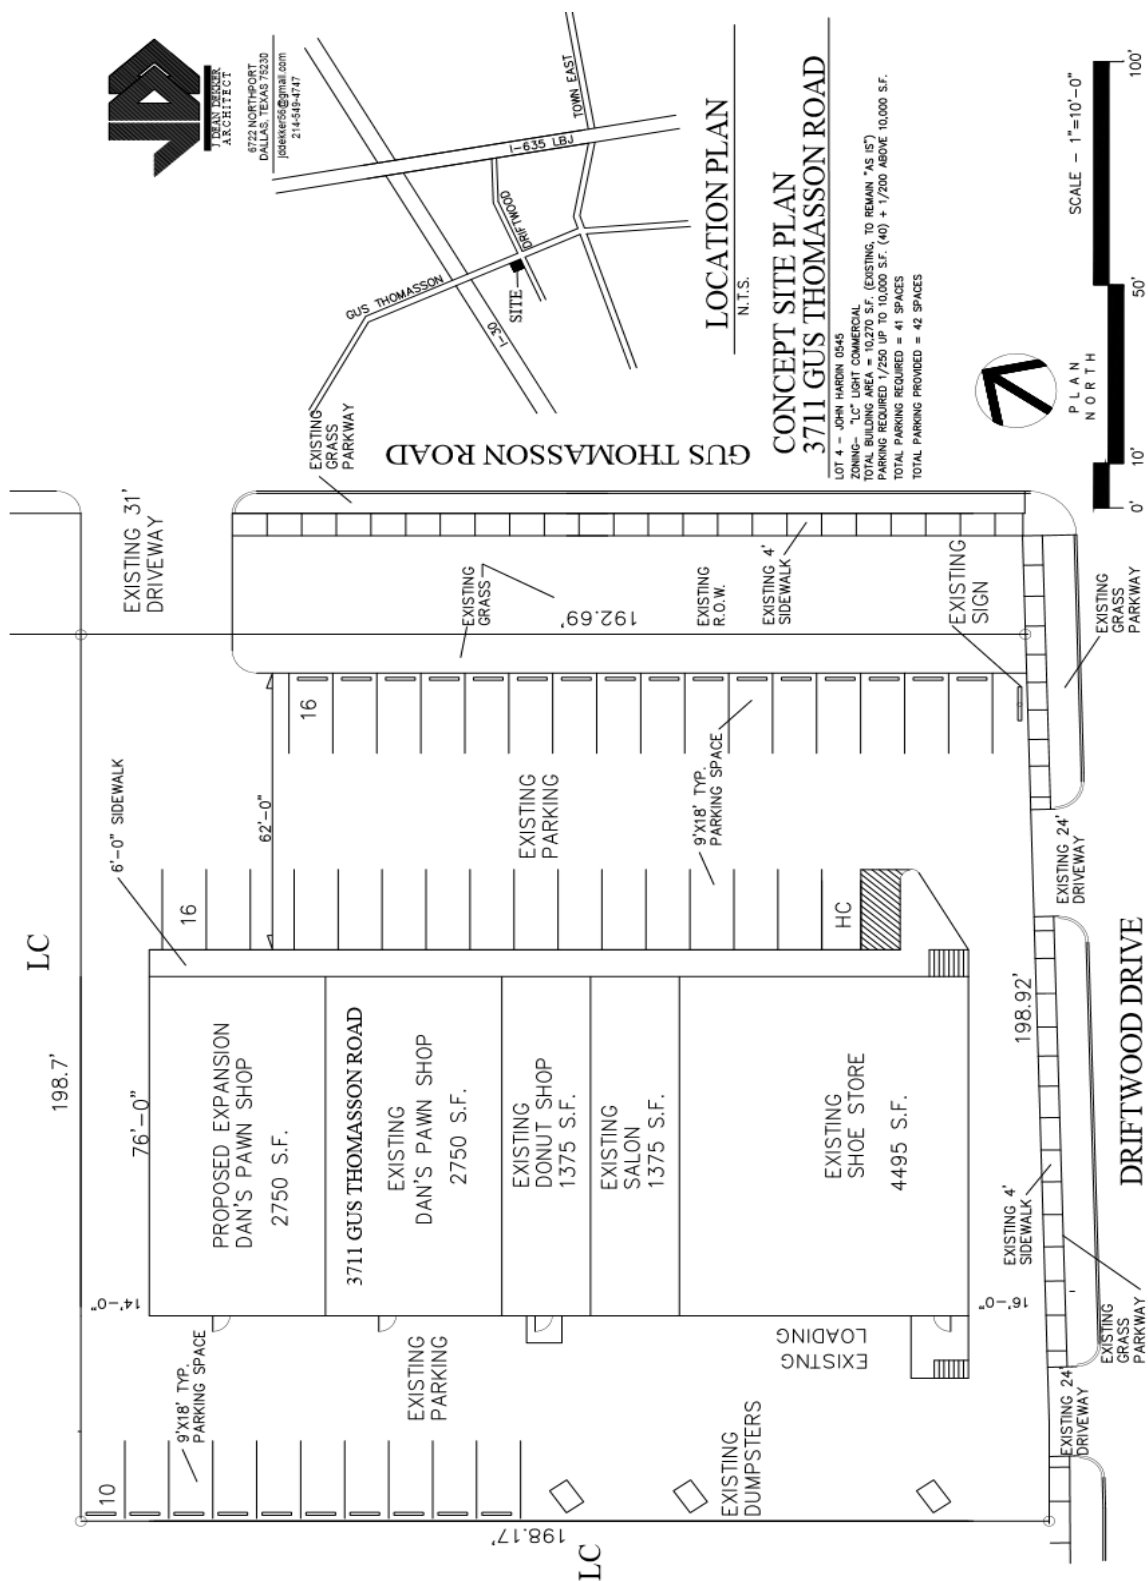 J DEAN DEKKER
ARCHITECT
6722 NORTHPORT
DALLAS, TEXAS 75230
jddekker56@gmail.com
214-549-4747
GUS THOMASSON
I-30
I-635 LBJ
TOWN EAST
DRIFTWOOD
SITE
LOCATION PLAN
N.T.S.
CONCEPT SITE PLAN
3711 GUS THOMASSON ROAD
LOT 4 - JOHN HARDIN 0545
ZONING- "LC" LIGHT COMMERCIAL
TOTAL BUILDING AREA = 10,270 S.F. (EXISTING, TO REMAIN "AS IS")
PARKING REQUIRED 1/250 UP TO 10,000 S.F. (40) + 1/200 ABOVE 10,000 S.F.
TOTAL PARKING REQUIRED = 41 SPACES
TOTAL PARKING PROVIDED = 42 SPACES
PLAN
NORTH
SCALE - 1"=10'-0"
0'
10'
50'
100'
GUS THOMASSON ROAD
EXISTING
GRASS
PARKWAY
EXISTING 31'
DRIVEWAY
EXISTING
GRASS
192.69'
EXISTING
R.O.W.
EXISTING 4'
SIDEWALK
EXISTING
SIGN
EXISTING
GRASS
PARKWAY
16
62'-0"
6'-0" SIDEWALK
EXISTING
PARKING
9'X18' TYP.
PARKING SPACE
16
HC
EXISTING 24'
DRIVEWAY
LC
198.7'
76'-0"
PROPOSED EXPANSION
DAN'S PAWN SHOP
2750 S.F.
3711 GUS THOMASSON ROAD
EXISTING
DAN'S PAWN SHOP
2750 S.F.
EXISTING
DONUT SHOP
1375 S.F.
EXISTING
SALON
1375 S.F.
EXISTING
SHOE STORE
4495 S.F.
198.92'
DRIFTWOOD DRIVE
EXISTING 4'
SIDEWALK
14'-0"
16'-0"
EXISTING
LOADING
EXISTING
GRASS
PARKWAY
9'X18' TYP.
PARKING SPACE
EXISTING
PARKING
10
EXISTING
DUMPSTERS
EXISTING 24'
DRIVEWAY
198.17'
LC